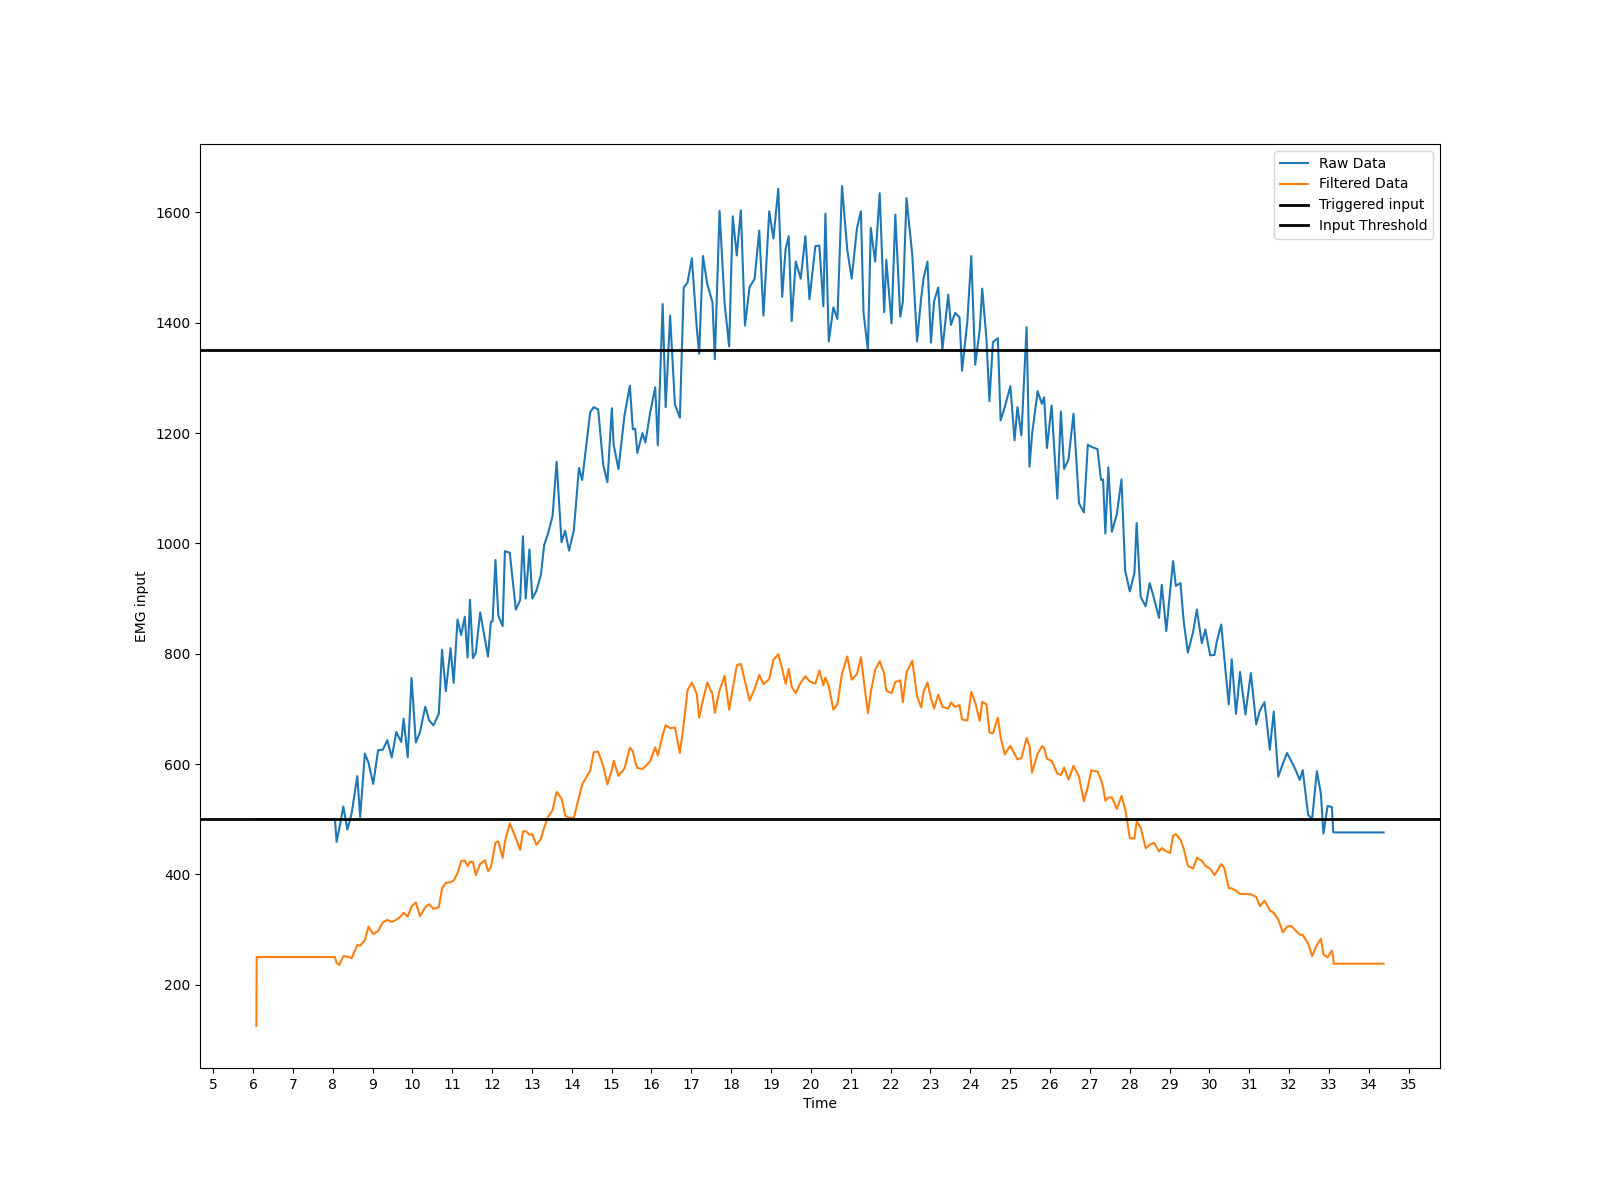 Raw Data
Filtered Data
Triggered input
Input Threshold
1600
1400
1200
1000
800
600
400
200
EMG input
5 6 7 8 9 10 11 12 13 14 15 16 17 18 19 20 21 22 23 24 25 26 27 28 29 30 31 32 33 34 35
Time